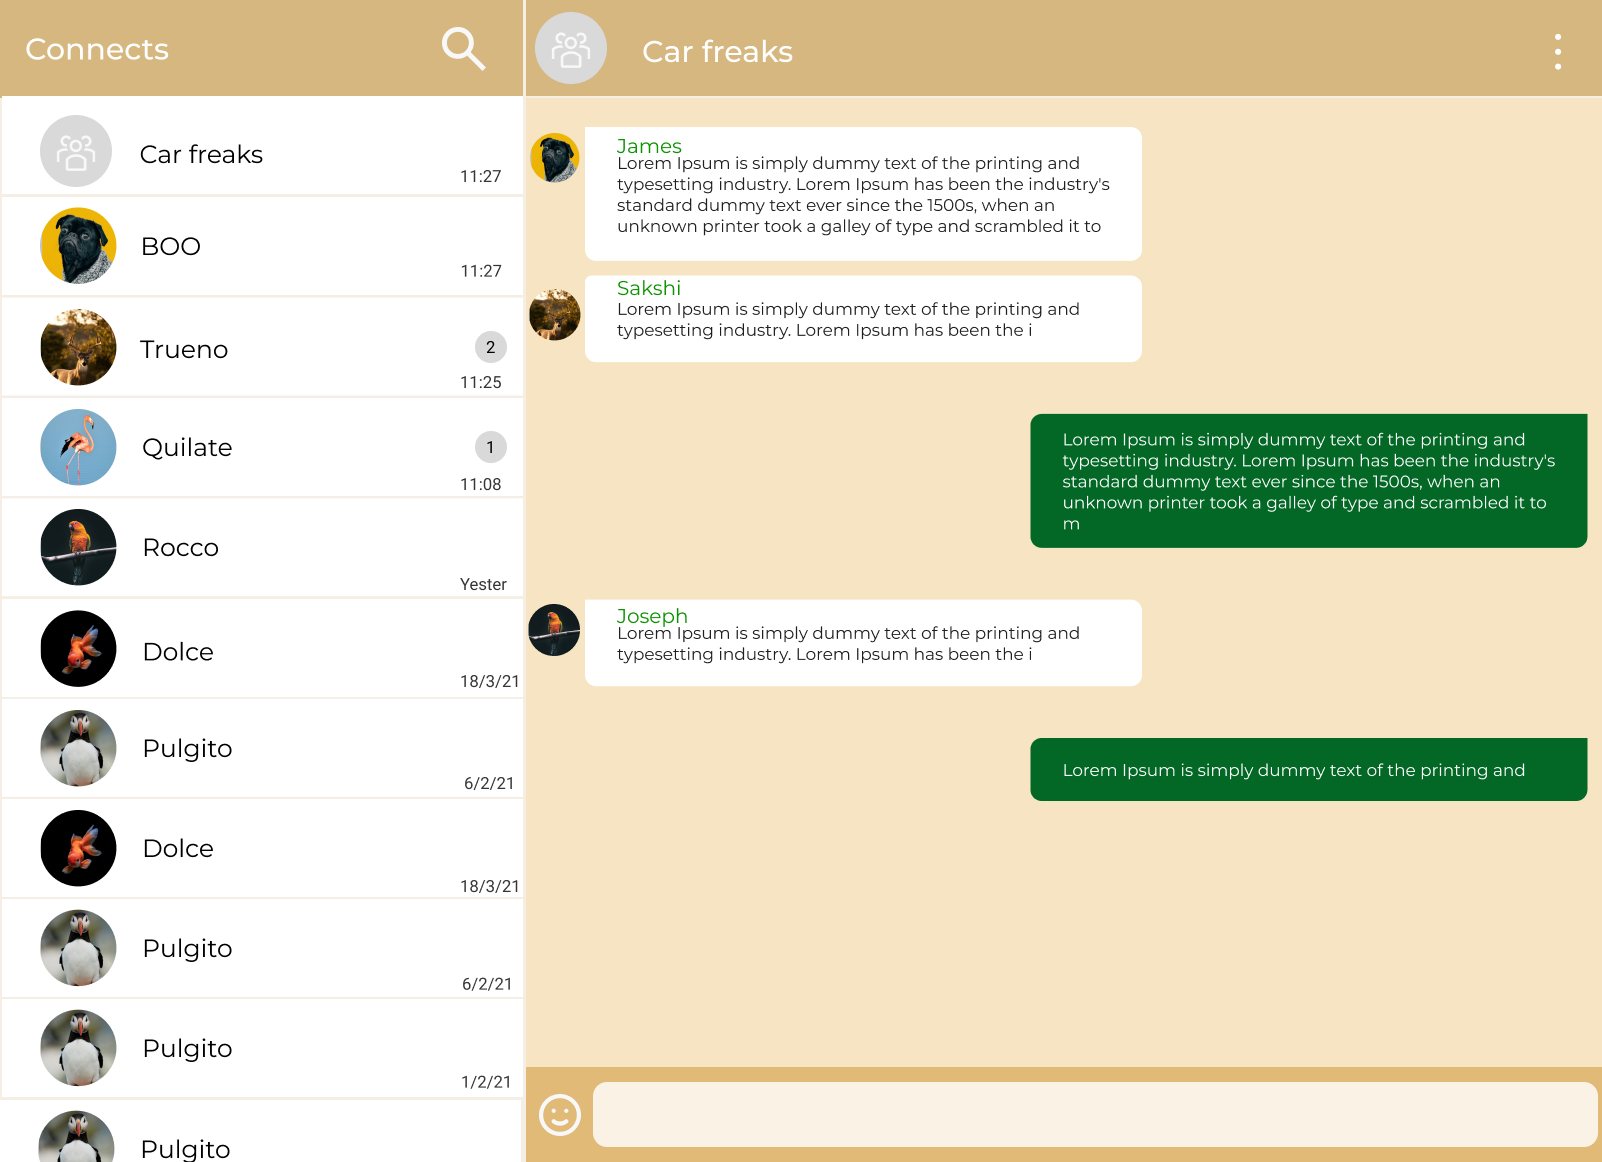 Connects
Car freaks
11:27
BOO
11:27
Trueno
2
11:25
Quilate
1
11:08
Rocco
Yester
Dolce
18/3/21
Pulgito
6/2/21
Dolce
18/3/21
Pulgito
6/2/21
Pulgito
1/2/21
Pulgito
Car freaks
James
Lorem Ipsum is simply dummy text of the printing and
typesetting industry. Lorem Ipsum has been the industry's
standard dummy text ever since the 1500s, when an
unknown printer took a galley of type and scrambled it to
Sakshi
Lorem Ipsum is simply dummy text of the printing and
typesetting industry. Lorem Ipsum has been the i
Lorem Ipsum is simply dummy text of the printing and
typesetting industry. Lorem Ipsum has been the industry's
standard dummy text ever since the 1500s, when an
unknown printer took a galley of type and scrambled it to
m
Joseph
Lorem Ipsum is simply dummy text of the printing and
typesetting industry. Lorem Ipsum has been the i
Lorem Ipsum is simply dummy text of the printing and